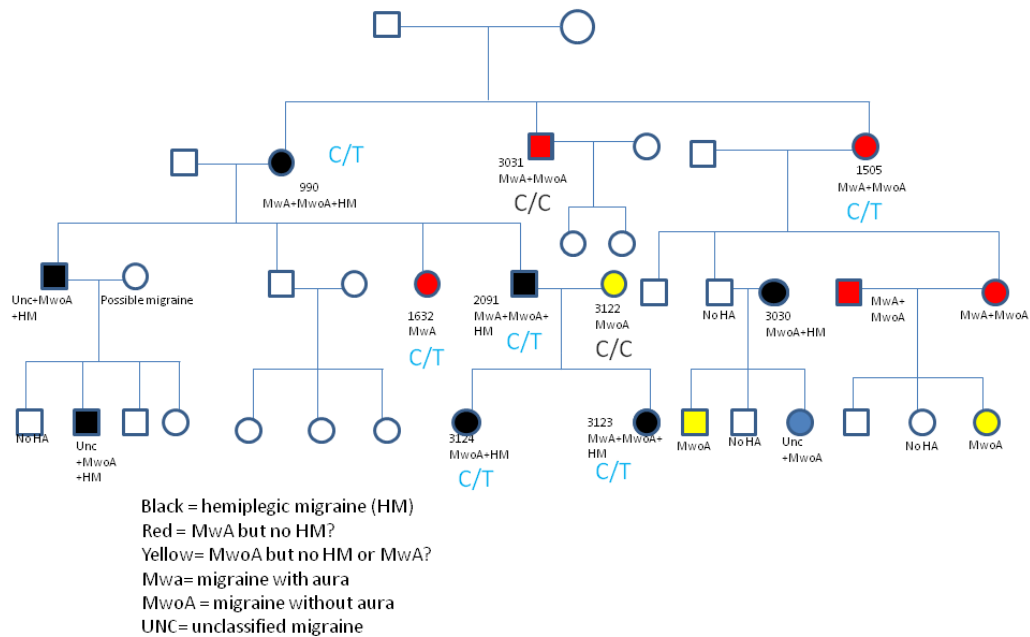 C/T
990
MwA+MwoA+HM
3031
MwA+MwoA
C/C
1505
MwA+MwoA
C/T
Unc+MwoA
+HM
Possible migraine
1632
MwA
C/T
2091
MwA+MwoA+
HM
C/T
3122
MwoA
C/C
No HA
3030
MwoA+HM
MwA+
MwoA
MwA+MwoA
No HA
Unc
+MwoA
+HM
3124
MwoA+HM
C/T
3123
MwA+MwoA+
HM
C/T
MwoA
No HA
Unc
+MwoA
No HA
MwoA
Black = hemiplegic migraine (HM)
Red = MwA but no HM?
Yellow= MwoA but no HM or MwA?
Mwa= migraine with aura
MwoA = migraine without aura
UNC= unclassified migraine